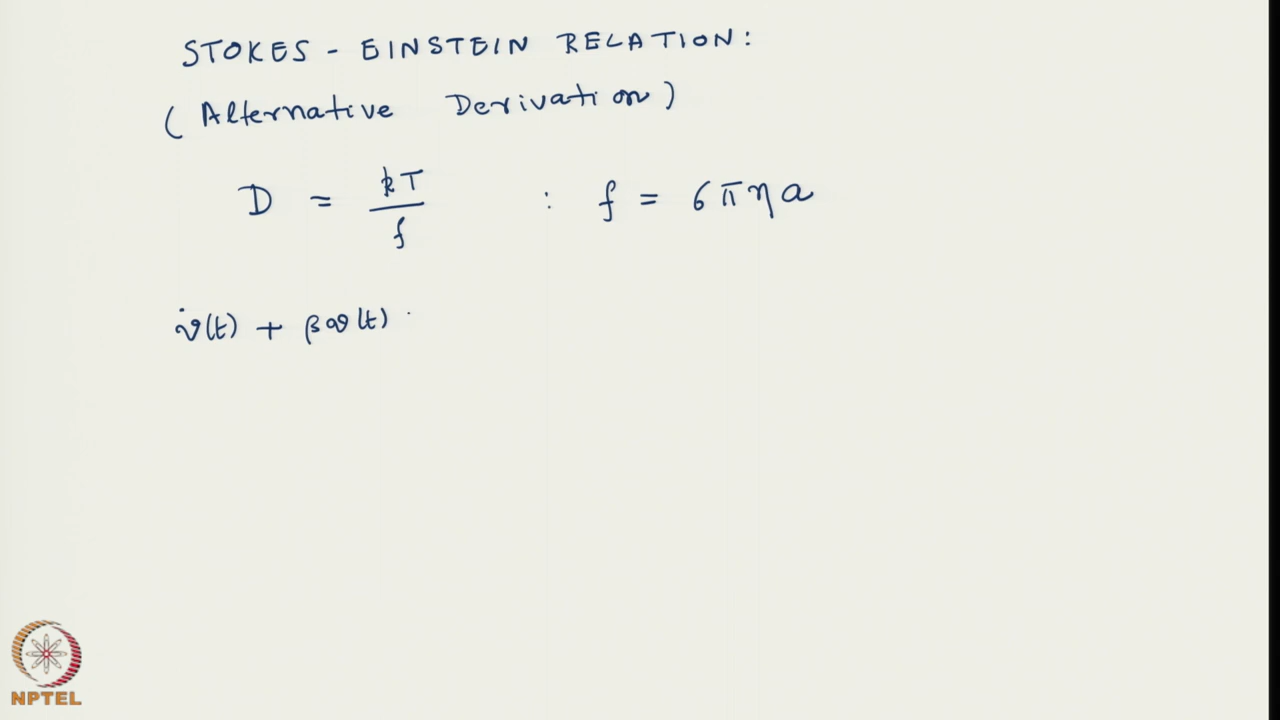 STOKES - EINSTEIN RELATION:
(Alternative Derivation)
D = kT/f : f = 6πηa
v̇(t) + βv(t)
NPTEL